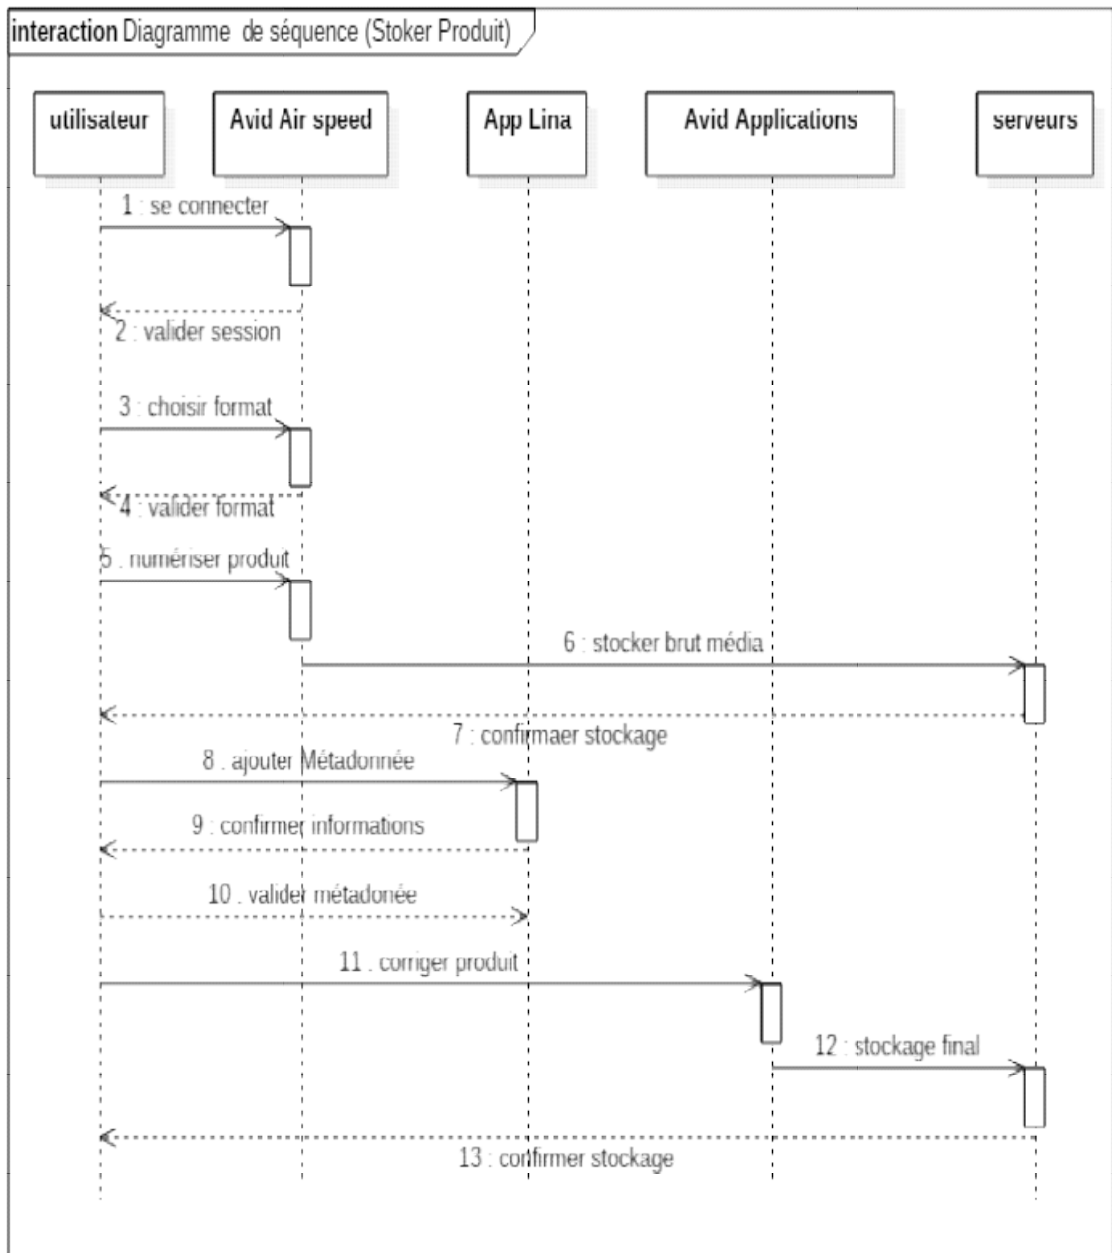 interaction Diagramme de séquence (Stoker Produit)
utilisateur
Avid Air speed
App Lina
Avid Applications
serveurs
1 : se connecter
2 : valider session
3 : choisir format
4 : valider format
5 : numériser produit
6 : stocker brut média
7 : confirmaer stockage
8 : ajouter Métadonnée
9 : confirmer informations
10 : valider métadonée
11 : corriger produit
12 : stockage final
13 : confirmer stockage